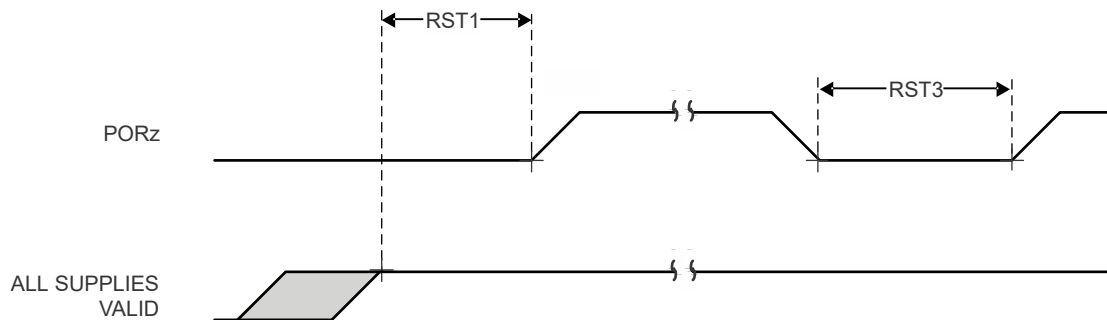 RST1
RST3
PORz
ALL SUPPLIES
VALID